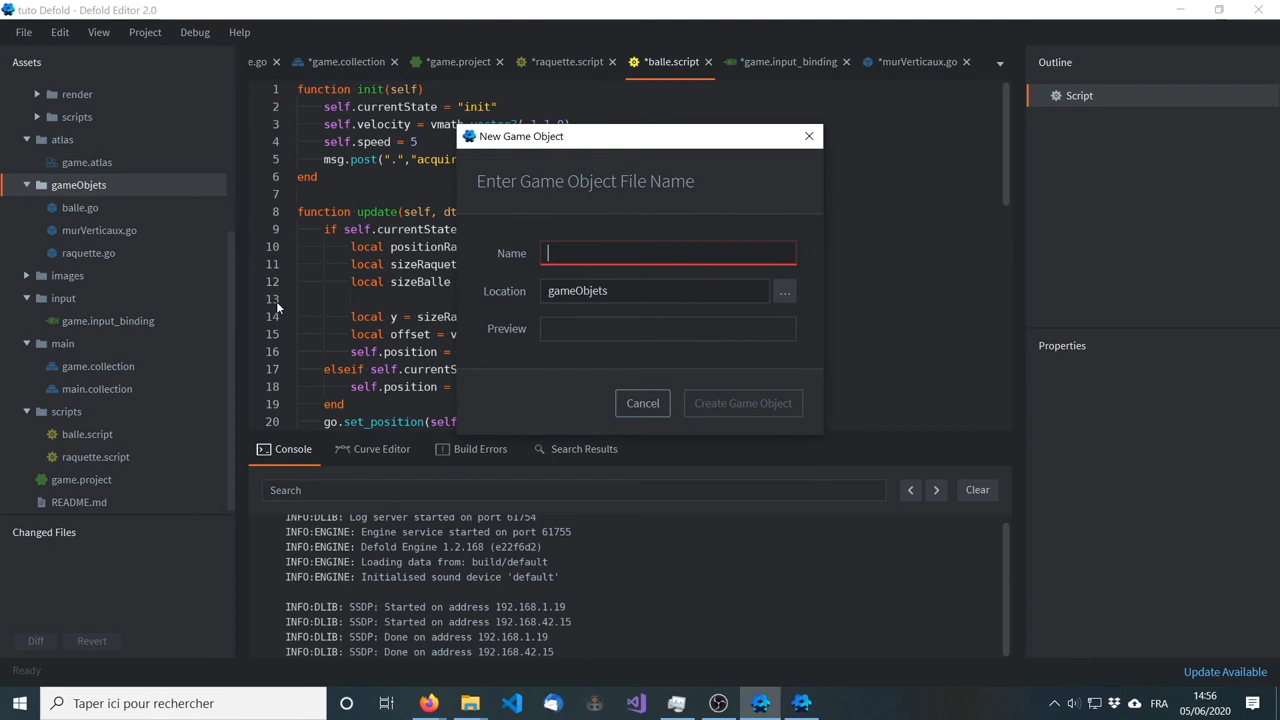 tuto Defold - Defold Editor 2.0
File Edit View Project Debug Help
Assets
render
scripts
atlas
game.atlas
gameObjets
balle.go
murVerticaux.go
raquette.go
images
input
game.input_binding
main
game.collection
main.collection
scripts
balle.script
raquette.script
game.project
README.md
Changed Files
Diff Revert
Ready
e.go *game.collection *game.project *raquette.script *balle.script *game.input_binding *murVerticaux.go
1 function init(self)
2 self.currentState = "init"
3 self.velocity = vmath.vector3(-1,1,0)
4 self.speed = 5
5 msg.post(".","acquir
6 end
7
8 function update(self, dt
9 if self.currentState
10 local positionRa
11 local sizeRaquet
12 local sizeBalle
13
14 local y = sizeRa
15 local offset = v
16 self.position =
17 elseif self.currentS
18 self.position =
19 end
20 go.set_position(self
New Game Object
Enter Game Object File Name
Name
Location gameObjets ...
Preview
Cancel Create Game Object
Console Curve Editor Build Errors Search Results
Search Clear
INFO:DLIB: Log server started on port 61754
INFO:ENGINE: Engine service started on port 61755
INFO:ENGINE: Defold Engine 1.2.168 (e22f6d2)
INFO:ENGINE: Loading data from: build/default
INFO:ENGINE: Initialised sound device 'default'
INFO:DLIB: SSDP: Started on address 192.168.1.19
INFO:DLIB: SSDP: Started on address 192.168.42.15
INFO:DLIB: SSDP: Done on address 192.168.1.19
INFO:DLIB: SSDP: Done on address 192.168.42.15
Outline
Script
Properties
Update Available
Taper ici pour rechercher
FRA
14:56
05/06/2020